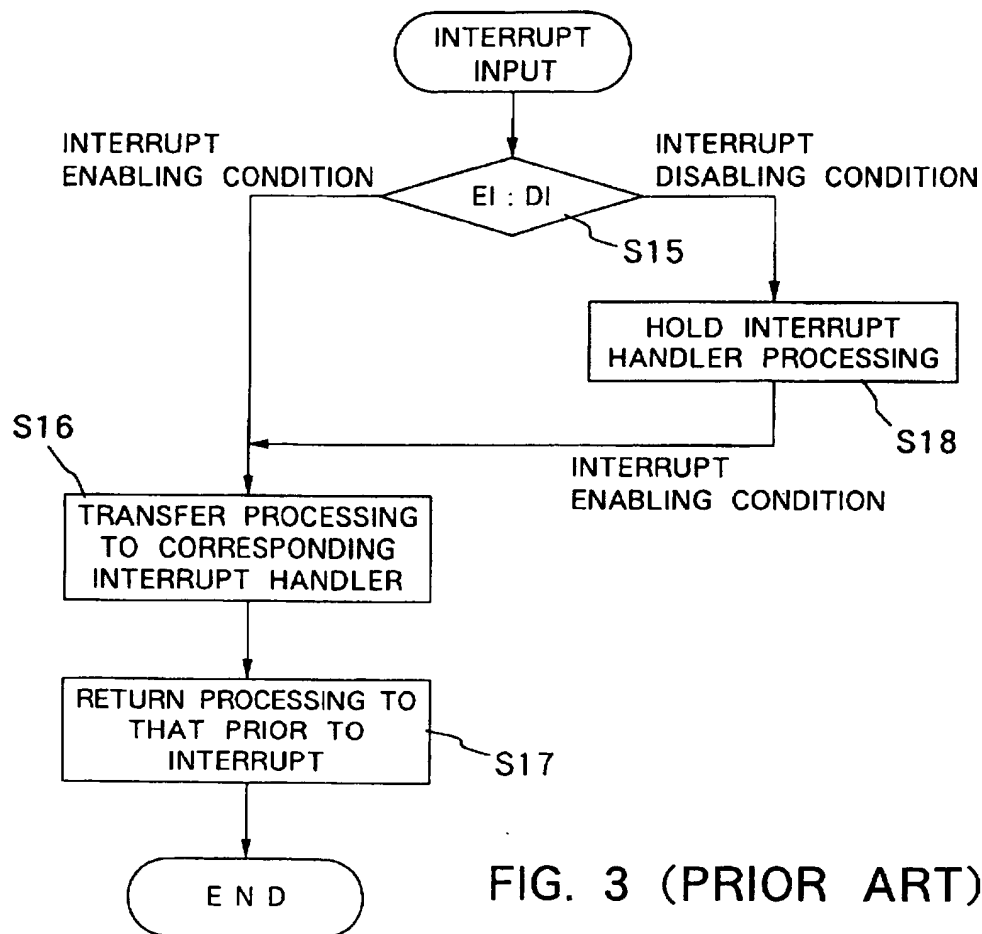 INTERRUPT
INPUT
INTERRUPT
ENABLING CONDITION
INTERRUPT
DISABLING CONDITION
EI : DI
S15
HOLD INTERRUPT
HANDLER PROCESSING
S18
S16
INTERRUPT
ENABLING CONDITION
TRANSFER PROCESSING
TO CORRESPONDING
INTERRUPT HANDLER
RETURN PROCESSING TO
THAT PRIOR TO
INTERRUPT
S17
END
FIG. 3 (PRIOR ART)